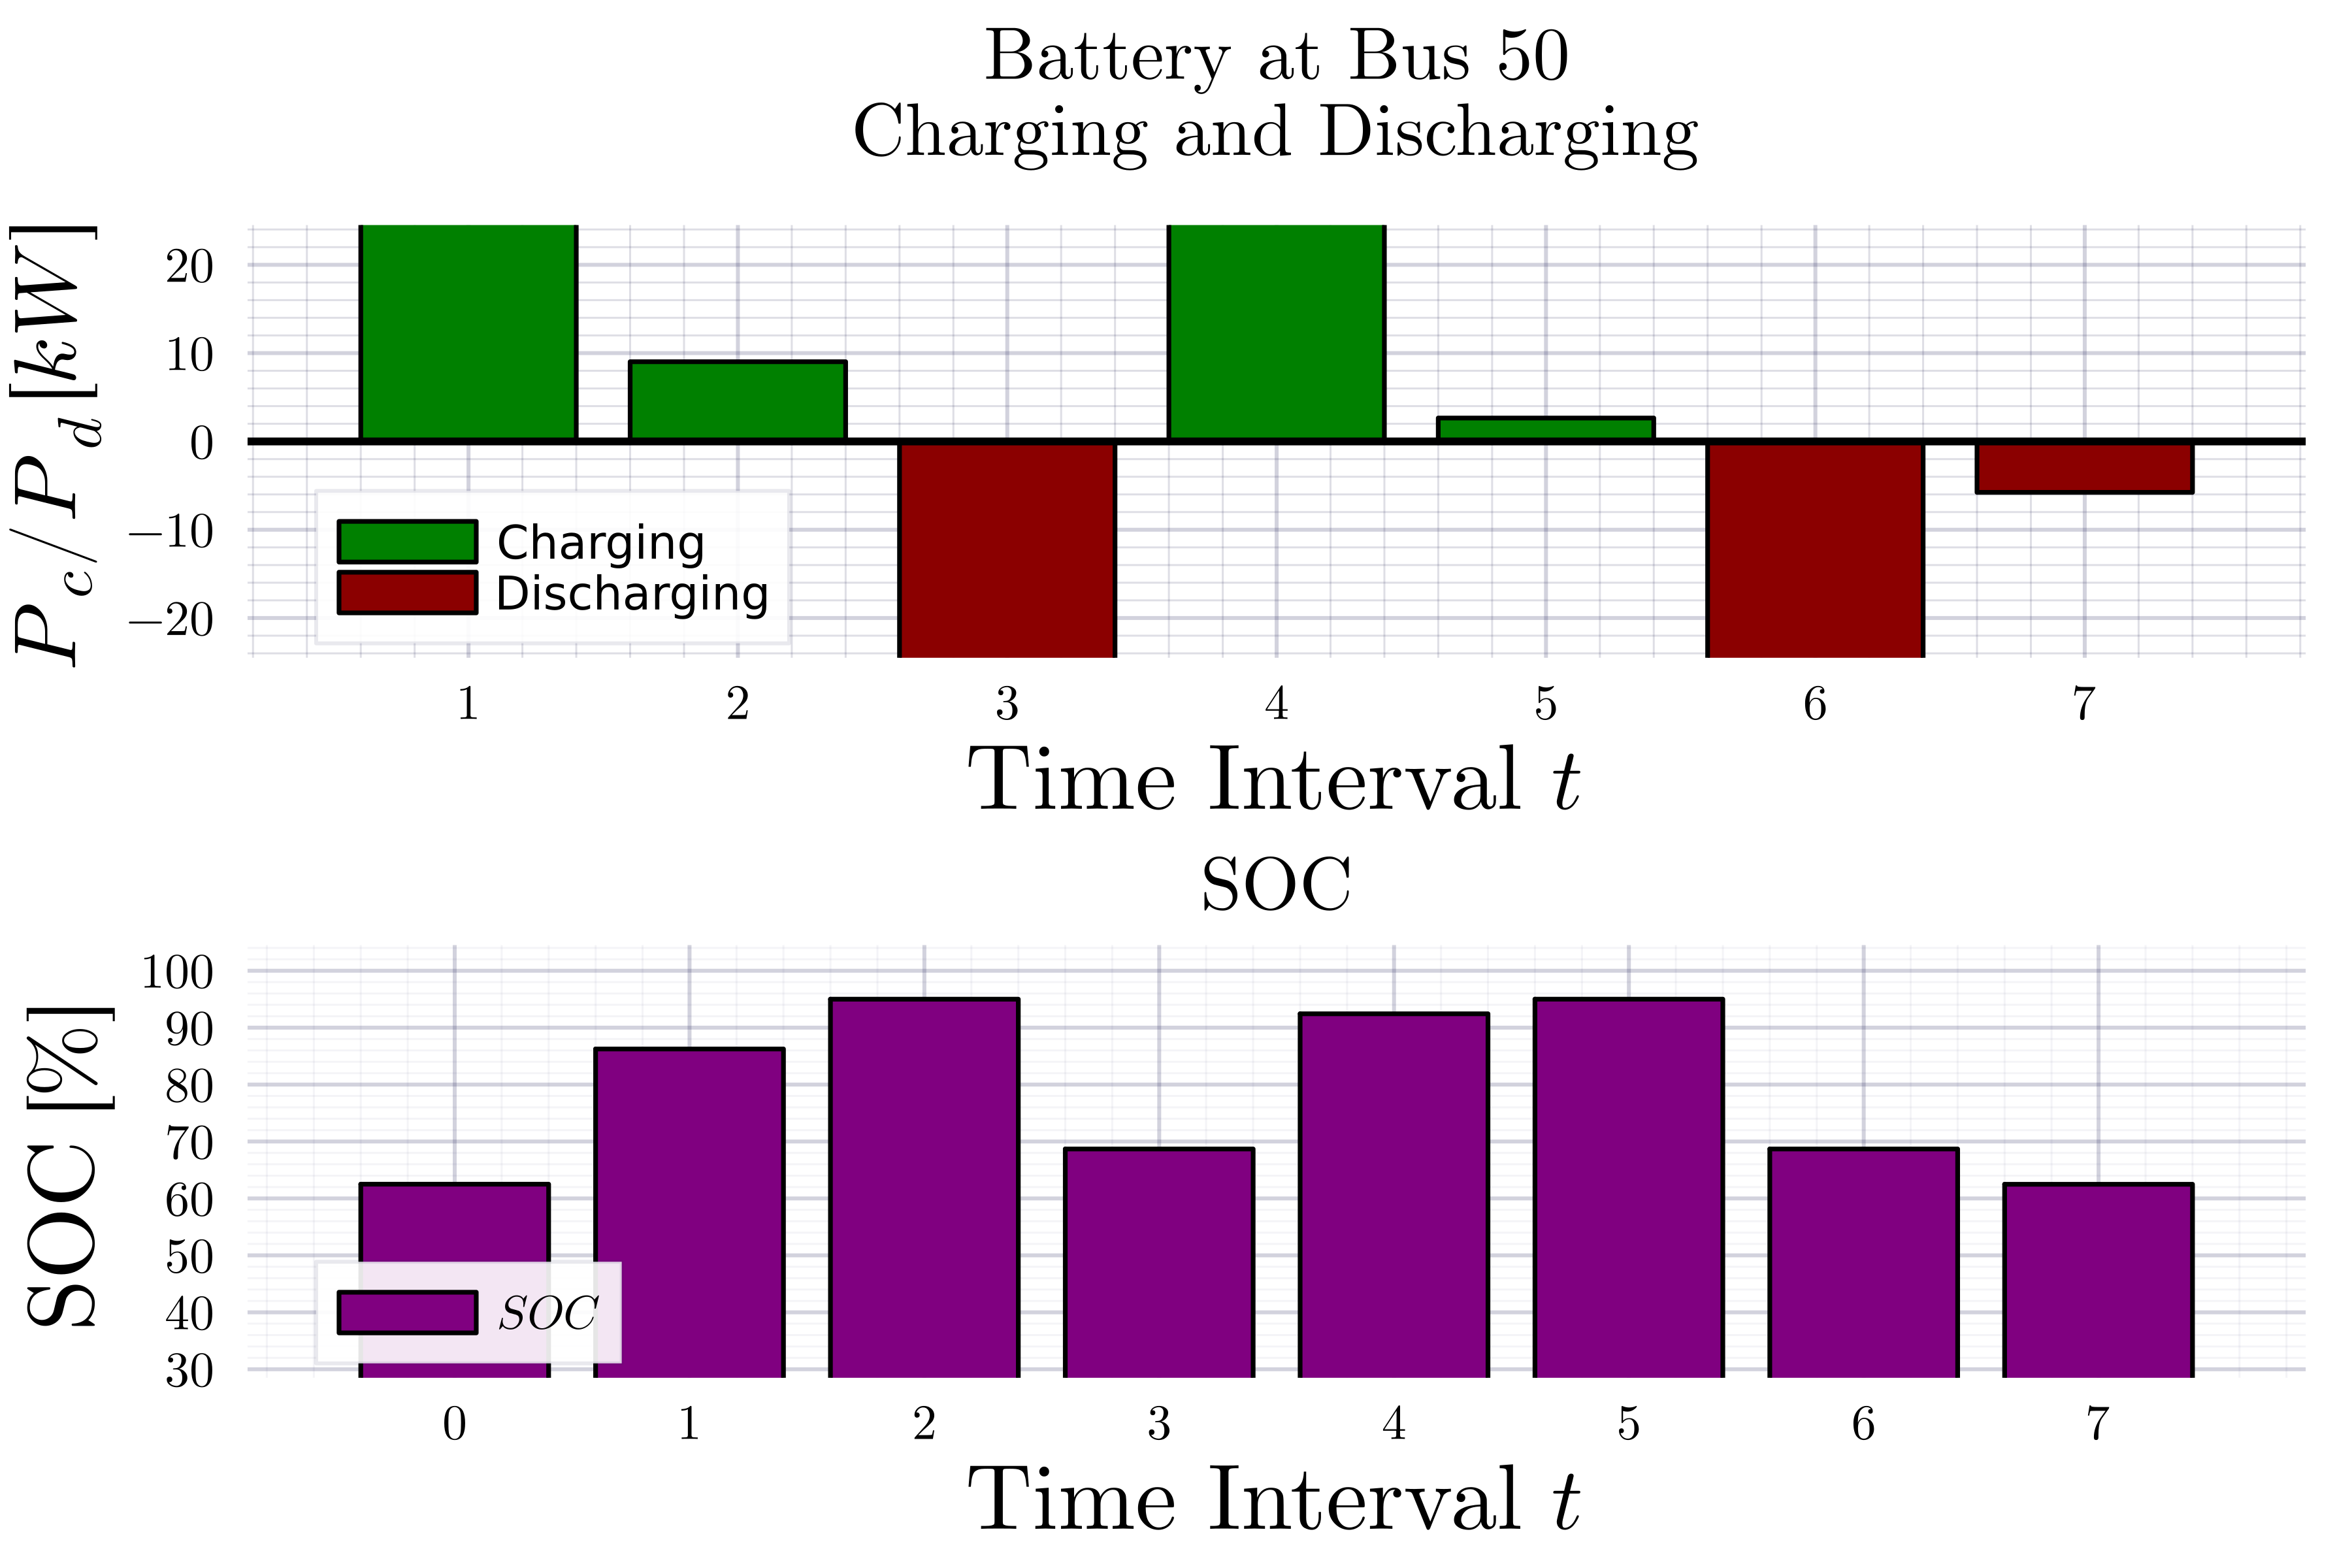 Battery at Bus 50
Charging and Discharging
P_c/P_d [kW]
20
10
0
−10
−20
Charging
Discharging
1 2 3 4 5 6 7
Time Interval t
SOC
SOC [%]
100
90
80
70
60
50
40
30
SOC
0 1 2 3 4 5 6 7
Time Interval t